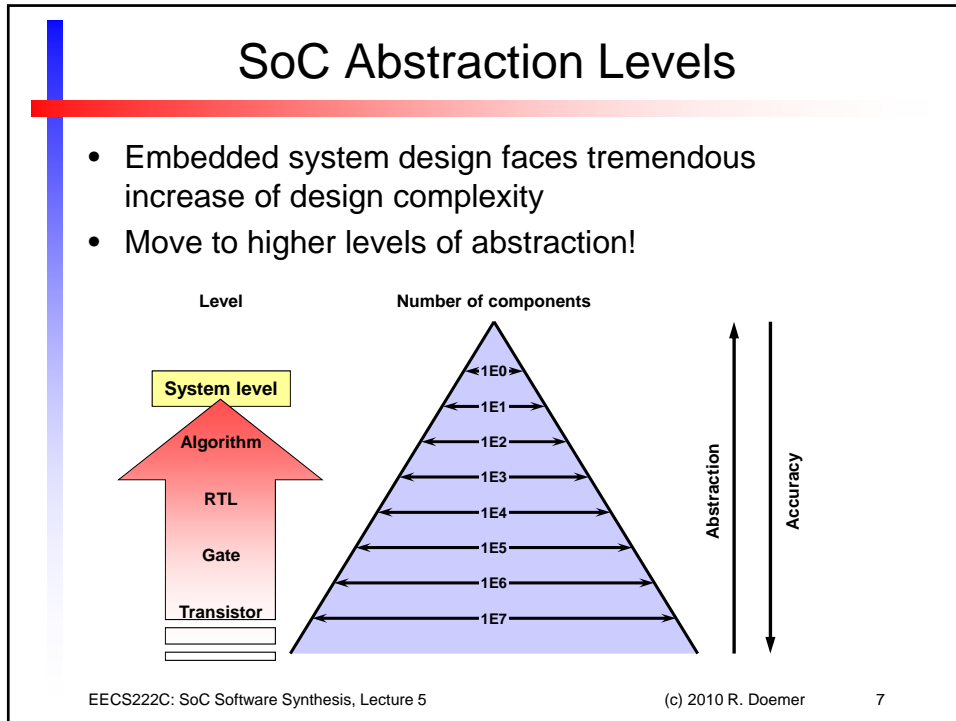 SoC Abstraction Levels
• Embedded system design faces tremendous
increase of design complexity
• Move to higher levels of abstraction!
Level
Number of components
System level
Algorithm
RTL
Gate
Transistor
1E0
1E1
1E2
1E3
1E4
1E5
1E6
1E7
Abstraction
Accuracy
EECS222C: SoC Software Synthesis, Lecture 5
(c) 2010 R. Doemer
7